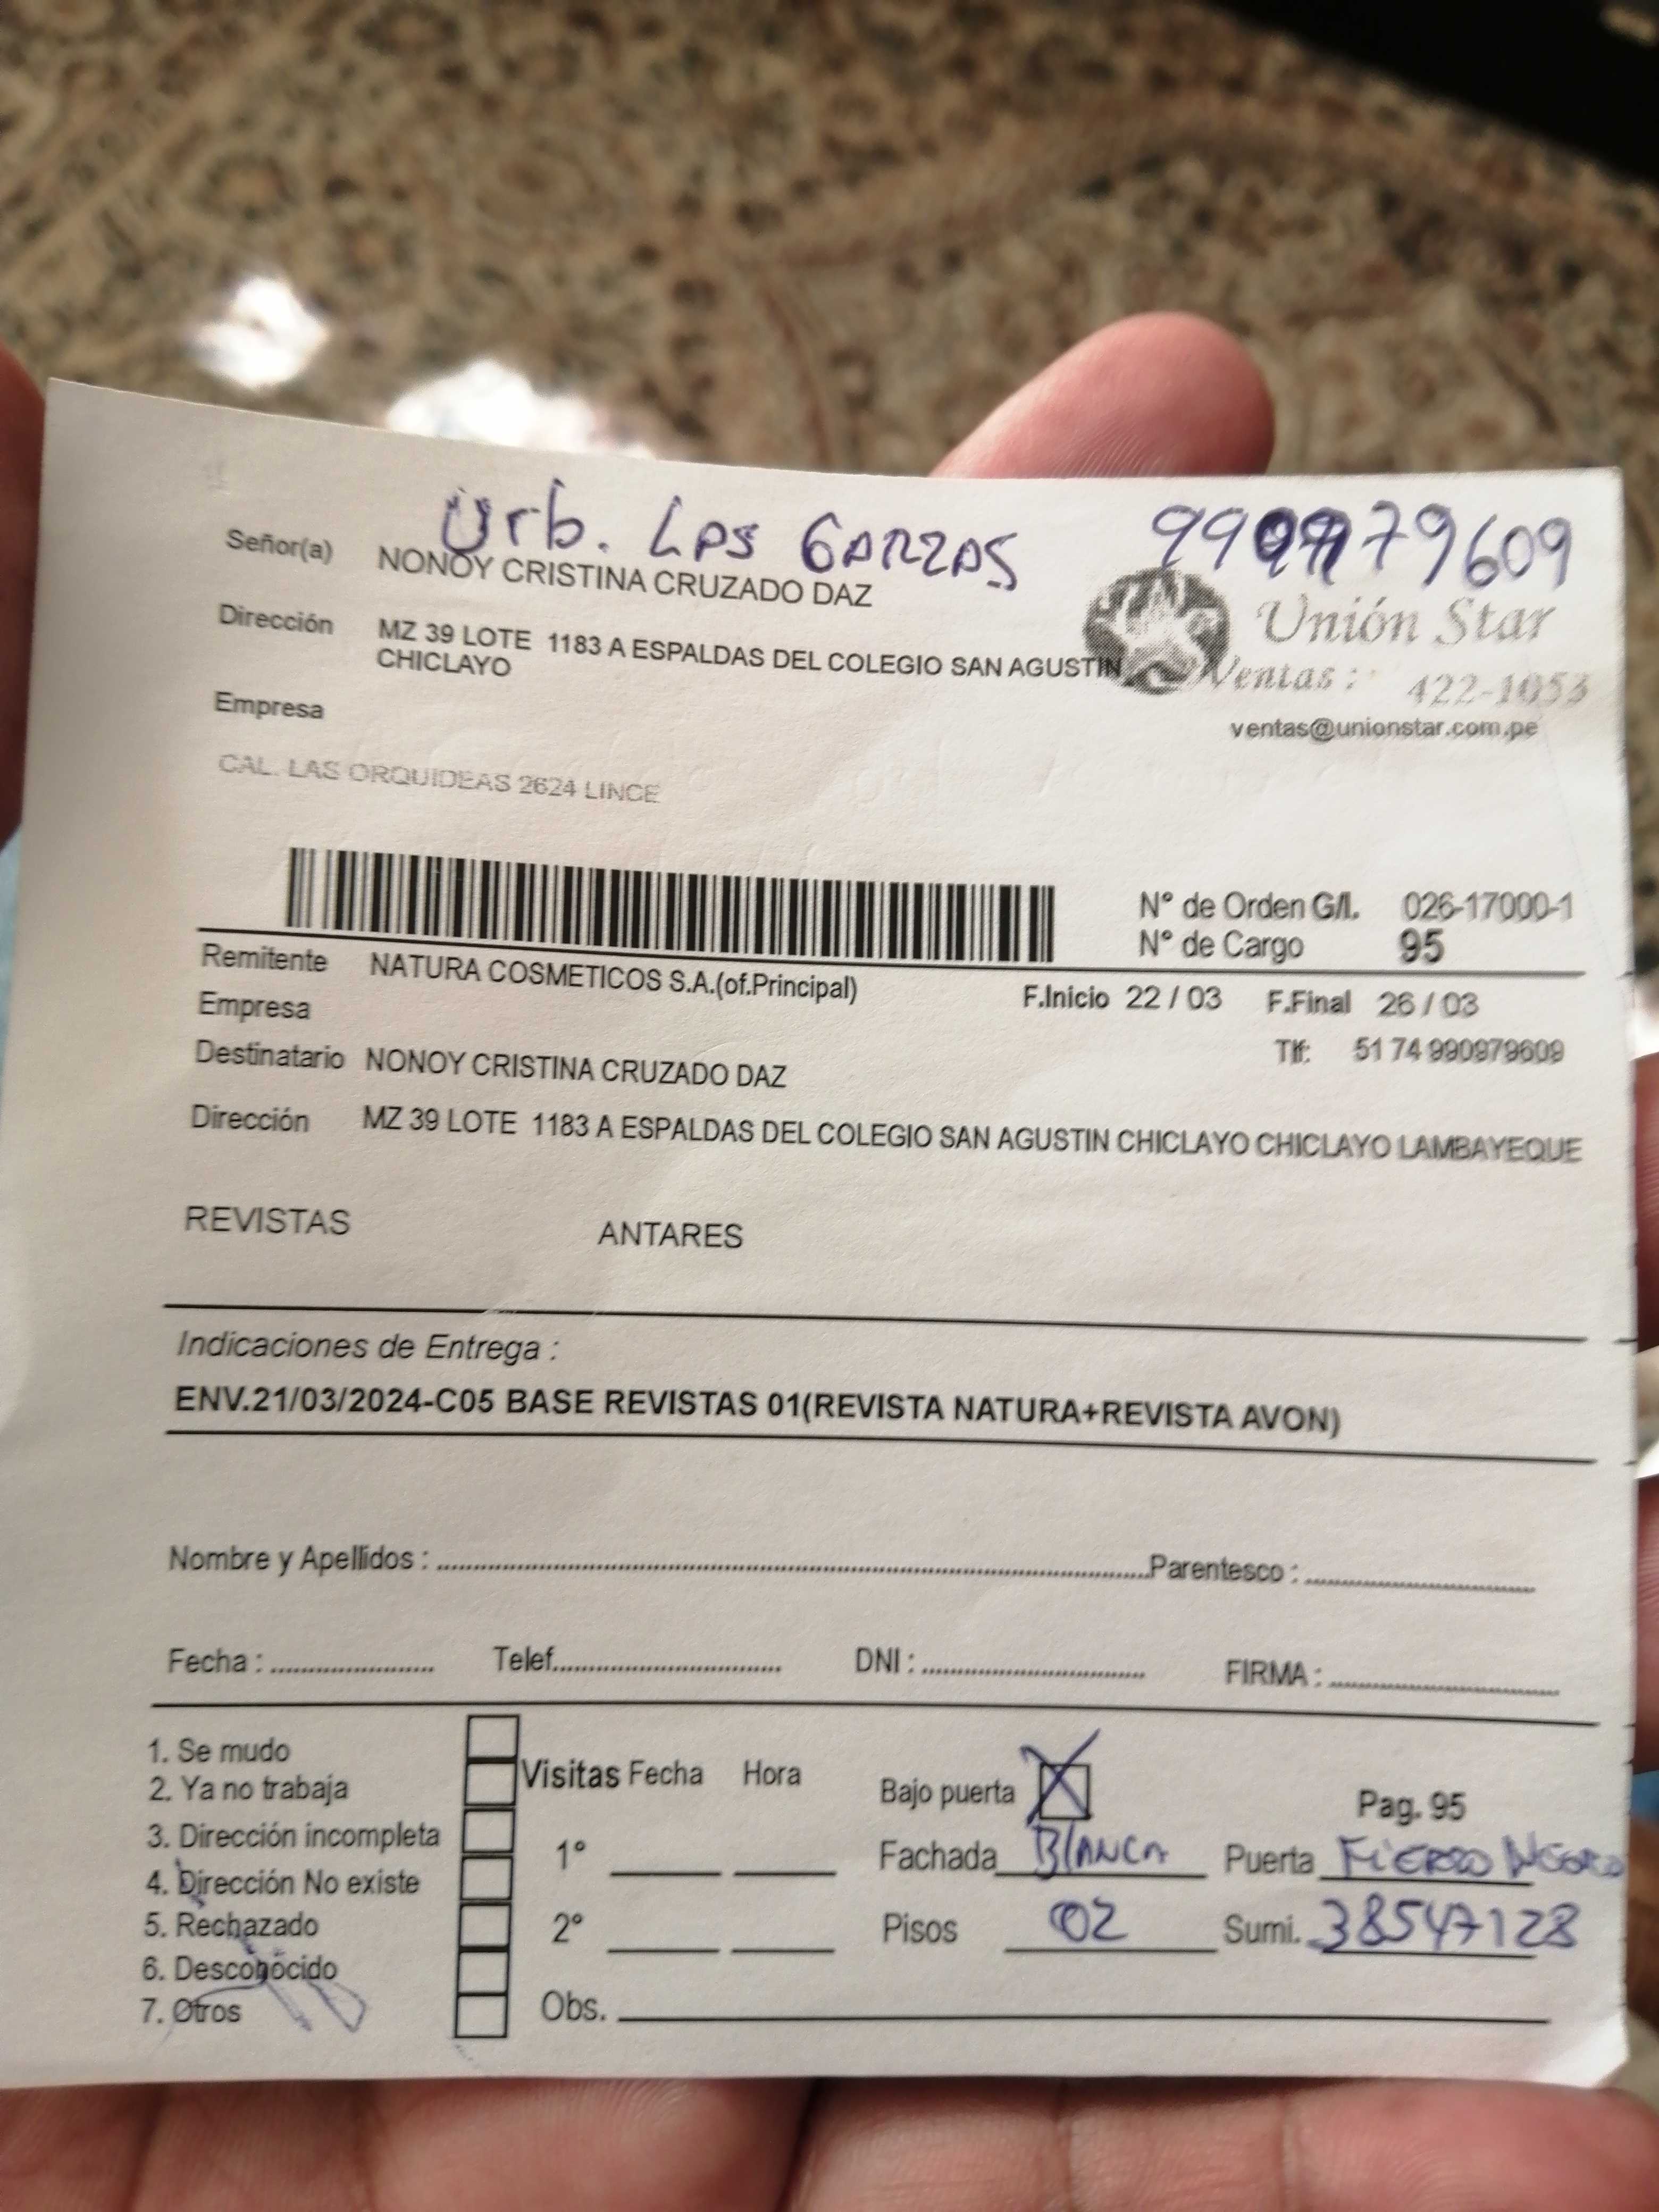 Urb. LAS GARZAS
Señor(a) NONOY CRISTINA CRUZADO DAZ
Dirección MZ 39 LOTE 1183 A ESPALDAS DEL COLEGIO SAN AGUSTIN
CHICLAYO
Unión Star
Ventas : 422-1053
ventas@unionstar.com.pe
Empresa
CAL. LAS ORQUIDEAS 2624 LINCE
N° de Orden G/I. 026-17000-1
N° de Cargo 95
Remitente NATURA COSMETICOS S.A.(of.Principal)
F.Inicio 22 / 03 F.Final 26 / 03
Empresa
Tlf: 51 74 990979609
Destinatario NONOY CRISTINA CRUZADO DAZ
Dirección MZ 39 LOTE 1183 A ESPALDAS DEL COLEGIO SAN AGUSTIN CHICLAYO CHICLAYO LAMBAYEQUE
REVISTAS ANTARES
Indicaciones de Entrega :
ENV.21/03/2024-C05 BASE REVISTAS 01(REVISTA NATURA+REVISTA AVON)
Nombre y Apellidos : Parentesco :
Fecha : Telef. DNI : FIRMA :
1. Se mudo
2. Ya no trabaja
3. Dirección incompleta
4. Dirección No existe
5. Rechazado
6. Desconocido
7. Otros
Visitas Fecha Hora
1°
2°
Obs.
Bajo puerta X
Pag. 95
Fachada BLANCA Puerta FIERRO NEGRO
Pisos 02 Sumi. 38547128